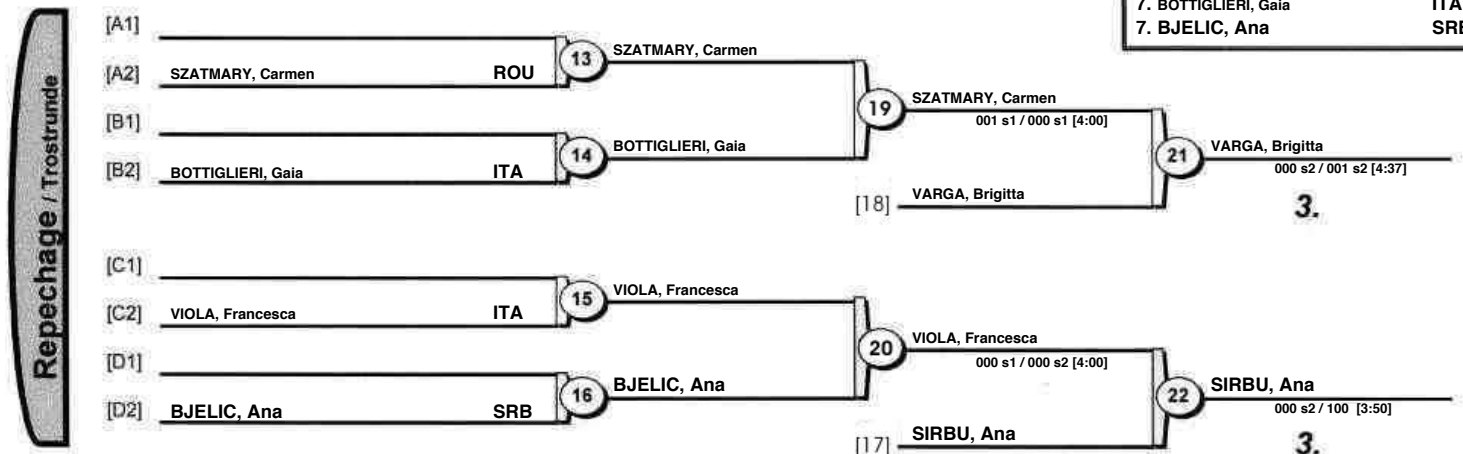 7. BOTTIGLIERI, Gaia ITA
7. BJELIC, Ana
Repechage / Trostrunde
[A1]
[A2] SZATMARY, Carmen ROU
13 SZATMARY, Carmen
[B1]
[B2] BOTTIGLIERI, Gaia ITA
14 BOTTIGLIERI, Gaia
19 SZATMARY, Carmen
001 s1 / 000 s1 [4:00]
[18] VARGA, Brigitta
21 VARGA, Brigitta
000 s2 / 001 s2 [4:37]
3.
[C1]
[C2] VIOLA, Francesca ITA
15 VIOLA, Francesca
[D1]
[D2] BJELIC, Ana SRB
16 BJELIC, Ana
20 VIOLA, Francesca
000 s1 / 000 s2 [4:00]
[17] SIRBU, Ana
22 SIRBU, Ana
000 s2 / 100 [3:50]
3.